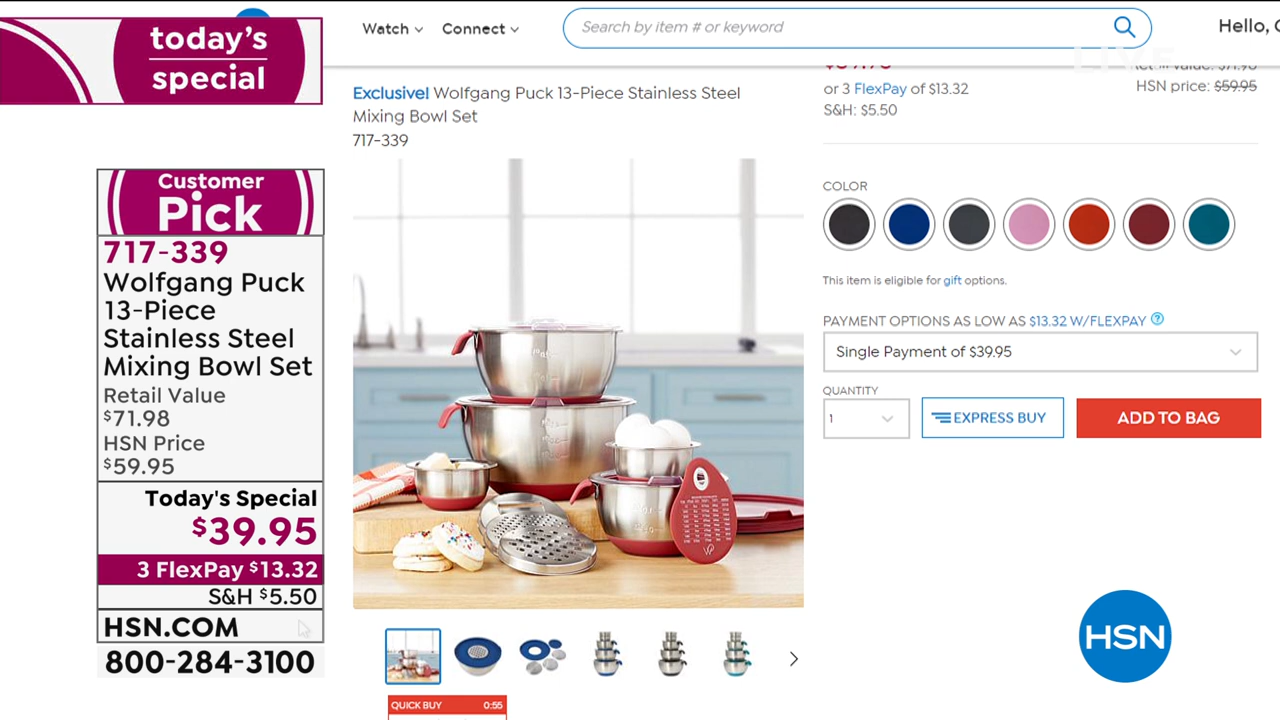 today's
special
Customer
Pick
717-339
Wolfgang Puck
13-Piece
Stainless Steel
Mixing Bowl Set
Retail Value
$71.98
HSN Price
$59.95
Today's Special
$39.95
3 FlexPay $13.32
S&H $5.50
HSN.COM
800-284-3100
Watch
Connect
Search by item # or keyword
Hello,
LIVE
Exclusive! Wolfgang Puck 13-Piece Stainless Steel
Mixing Bowl Set
717-339
$39.95
or 3 FlexPay of $13.32
S&H: $5.50
HSN price: $59.95
COLOR
This item is eligible for gift options.
PAYMENT OPTIONS AS LOW AS $13.32 W/FLEXPAY ?
Single Payment of $39.95
QUANTITY
1
EXPRESS BUY
ADD TO BAG
WP
QUICK BUY 0:55
HSN